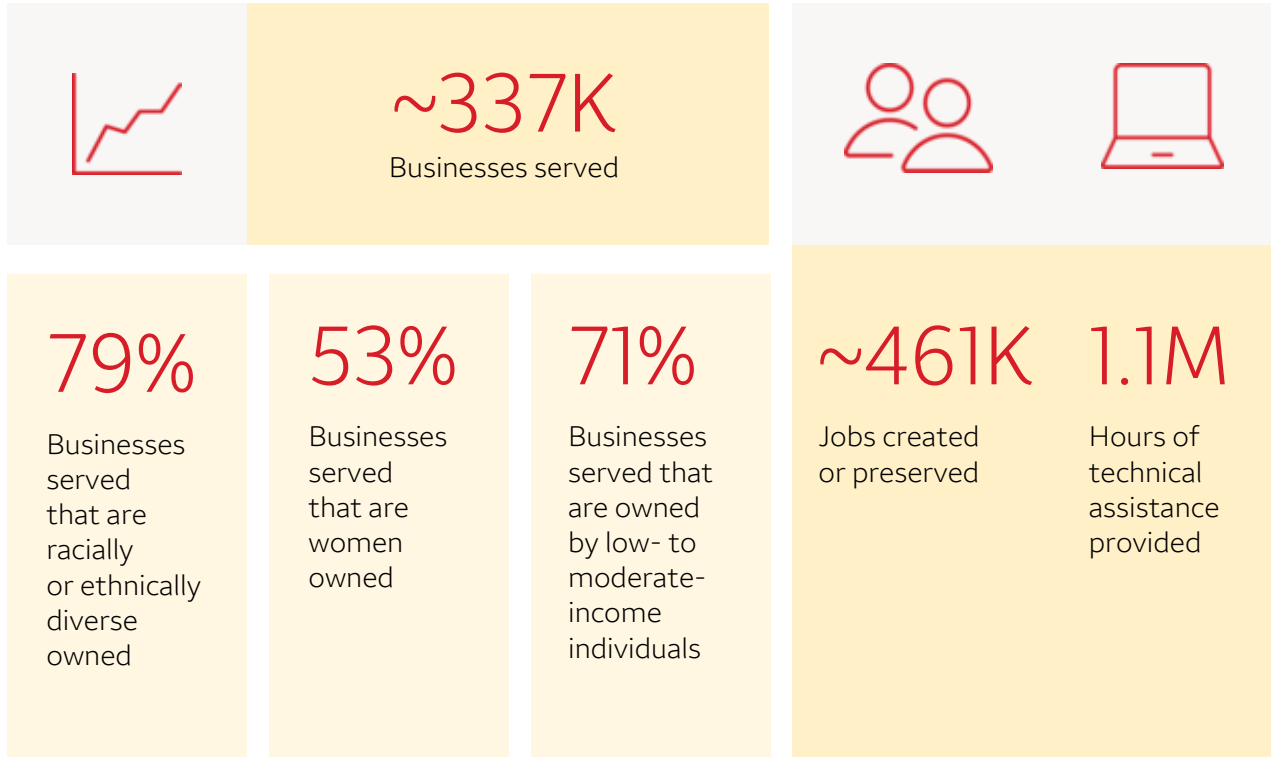 ~337K
Businesses served
79%
Businesses
served
that are
racially
or ethnically
diverse
owned
53%
Businesses
served
that are
women
owned
71%
Businesses
served that
are owned
by low- to
moderate-
income
individuals
~461K
Jobs created
or preserved
1.1M
Hours of
technical
assistance
provided